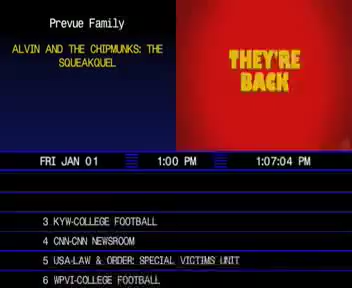 Prevue Family
ALVIN AND THE CHIPMUNKS: THE
SQUEAKQUEL
THEY'RE
BACK
FRI JAN 01 1:00 PM 1:07:04 PM
3 KYW-COLLEGE FOOTBALL
4 CNN-CNN NEWSROOM
5 USA-LAW & ORDER: SPECIAL VICTIMS UNIT
6 WPVI-COLLEGE FOOTBALL